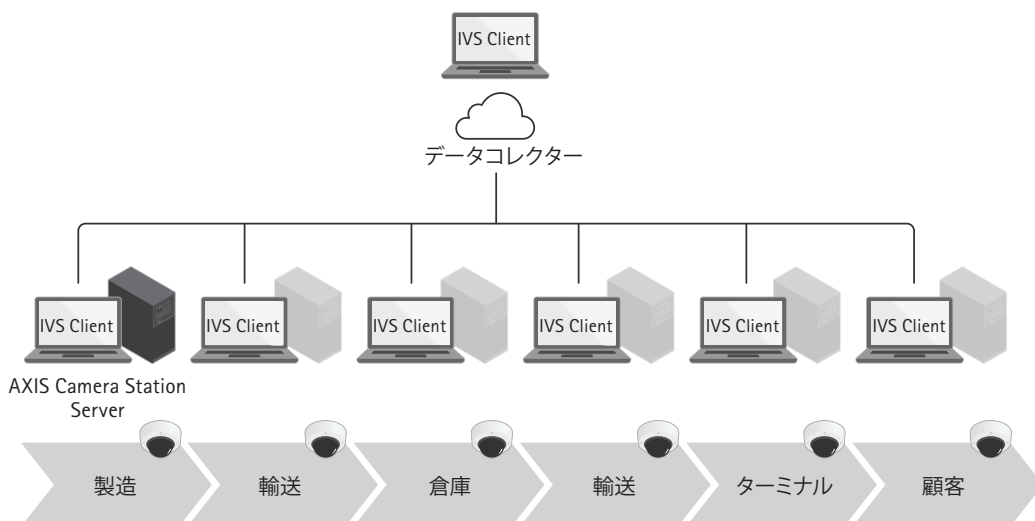 IVS Client
データコレクター
IVS Client
IVS Client
IVS Client
IVS Client
IVS Client
IVS Client
AXIS Camera Station
Server
製造
輸送
倉庫
輸送
ターミナル
顧客